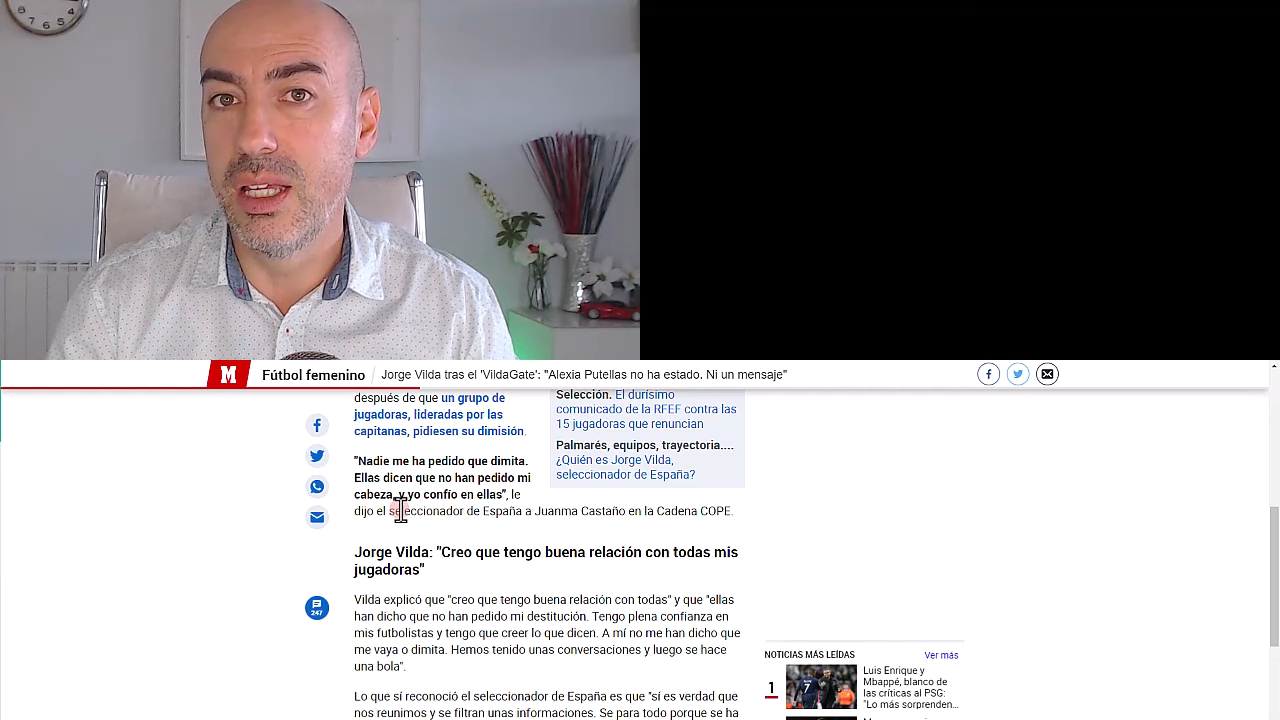 7 6 5 4
M Fútbol femenino Jorge Vilda tras el 'VildaGate': "Alexia Putellas no ha estado. Ni un mensaje"
después de que un grupo de
jugadoras, lideradas por las
capitanas, pidiesen su dimisión.
Selección. El durísimo
comunicado de la RFEF contra las
15 jugadoras que renuncian
Palmarés, equipos, trayectoria....
¿Quién es Jorge Vilda,
seleccionador de España?
"Nadie me ha pedido que dimita.
Ellas dicen que no han pedido mi
cabeza, y yo confío en ellas", le
dijo el seleccionador de España a Juanma Castaño en la Cadena COPE.
Jorge Vilda: "Creo que tengo buena relación con todas mis
jugadoras"
247
Vilda explicó que "creo que tengo buena relación con todas" y que "ellas
han dicho que no han pedido mi destitución. Tengo plena confianza en
mis futbolistas y tengo que creer lo que dicen. A mí no me han dicho que
me vaya o dimita. Hemos tenido unas conversaciones y luego se hace
una bola".
Lo que sí reconoció el seleccionador de España es que "sí es verdad que
nos reunimos y se filtran unas informaciones. Se para todo porque se ha
NOTICIAS MÁS LEÍDAS Ver más
1
Luis Enrique y
Mbappé, blanco de
las críticas al PSG:
"Lo más sorprenden...